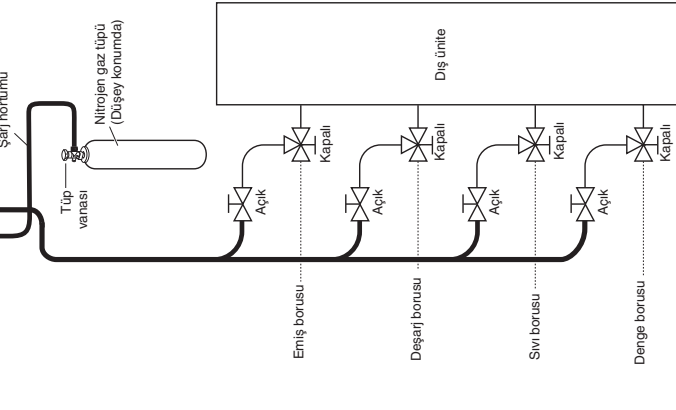 Şarj hortumu
Tüp
vanası
Nitrojen gaz tüpü
(Düşey konumda)
Dış ünite
Açık
Kapalı
Açık
Kapalı
Açık
Kapalı
Açık
Kapalı
Emiş borusu
Deşarj borusu
Sıvı borusu
Denge borusu